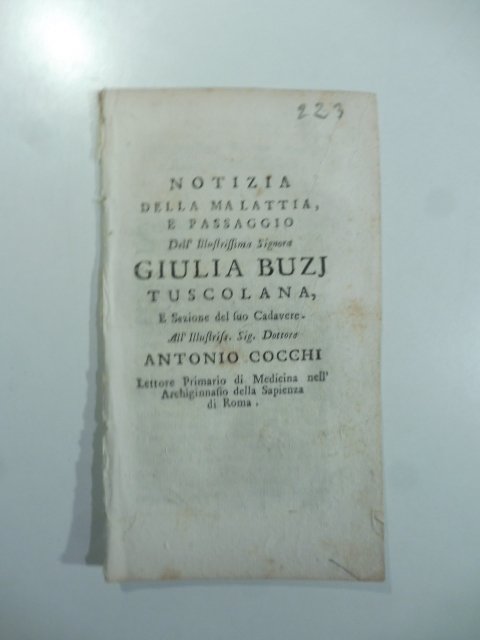 223
NOTIZIA
DELLA MALATTIA,
E PASSAGGIO
Dell' Illuſtriſſima Signora
GIULIA BUZJ
TUSCOLANA,
E Sezione del ſuo Cadavere.
All' Illuſtriſs. Sig. Dottore
ANTONIO COCCHI
Lettore Primario di Medicina nell'
Archiginnaſio della Sapienza
di Roma.